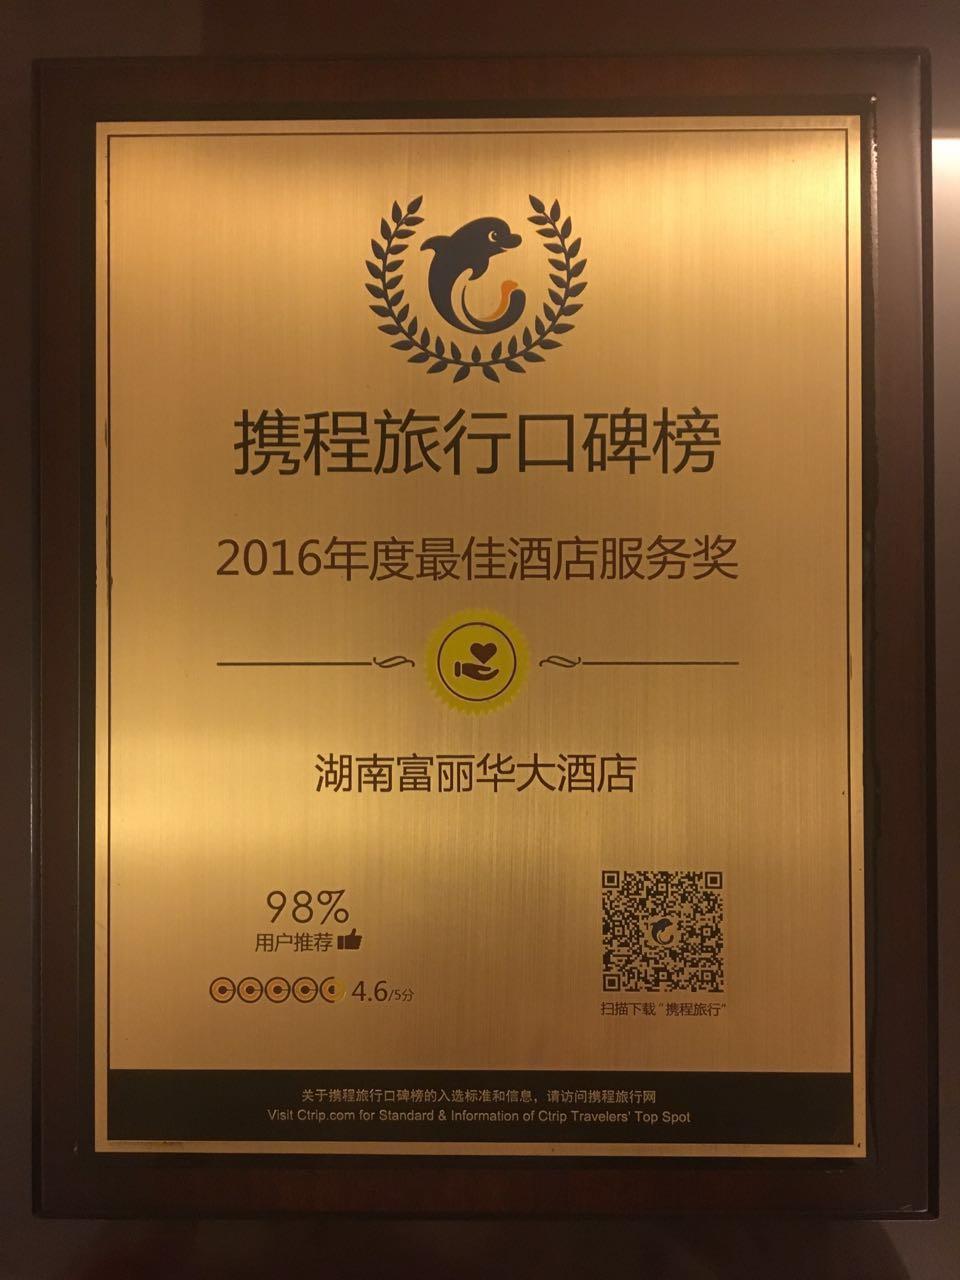 携程旅行口碑榜
2016年度最佳酒店服务奖
湖南富丽华大酒店
98%
用户推荐
4.6/5分
扫描下载“携程旅行”
关于携程旅行口碑榜的入选标准和信息，请访问携程旅行网
Visit Ctrip.com for Standard & Information of Ctrip Travelers' Top Spot